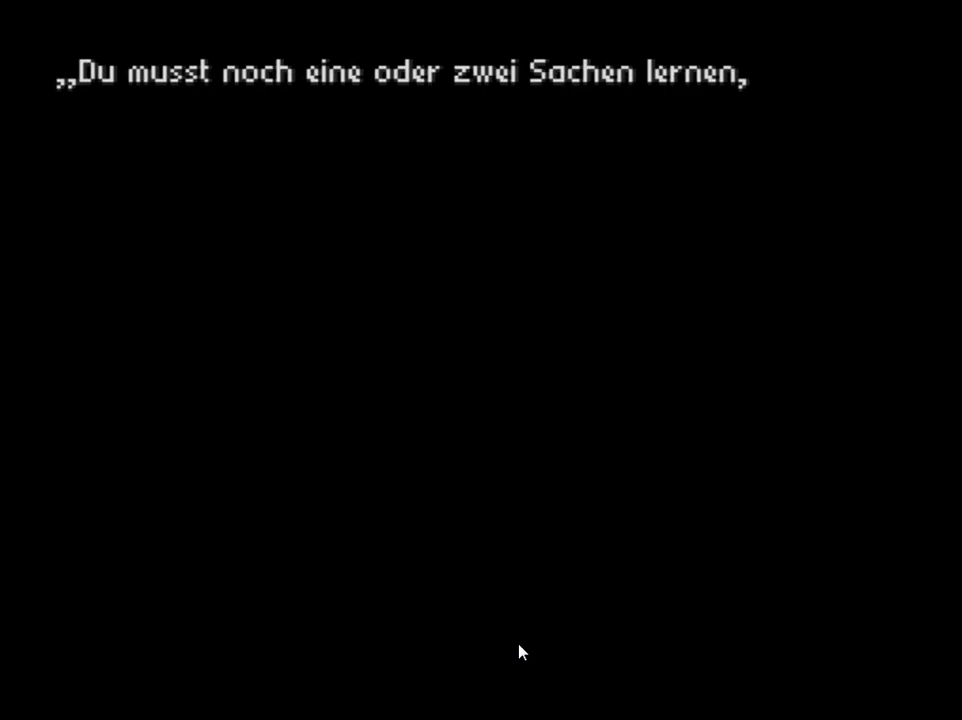 ,,Du musst noch eine oder zwei Sachen lernen,